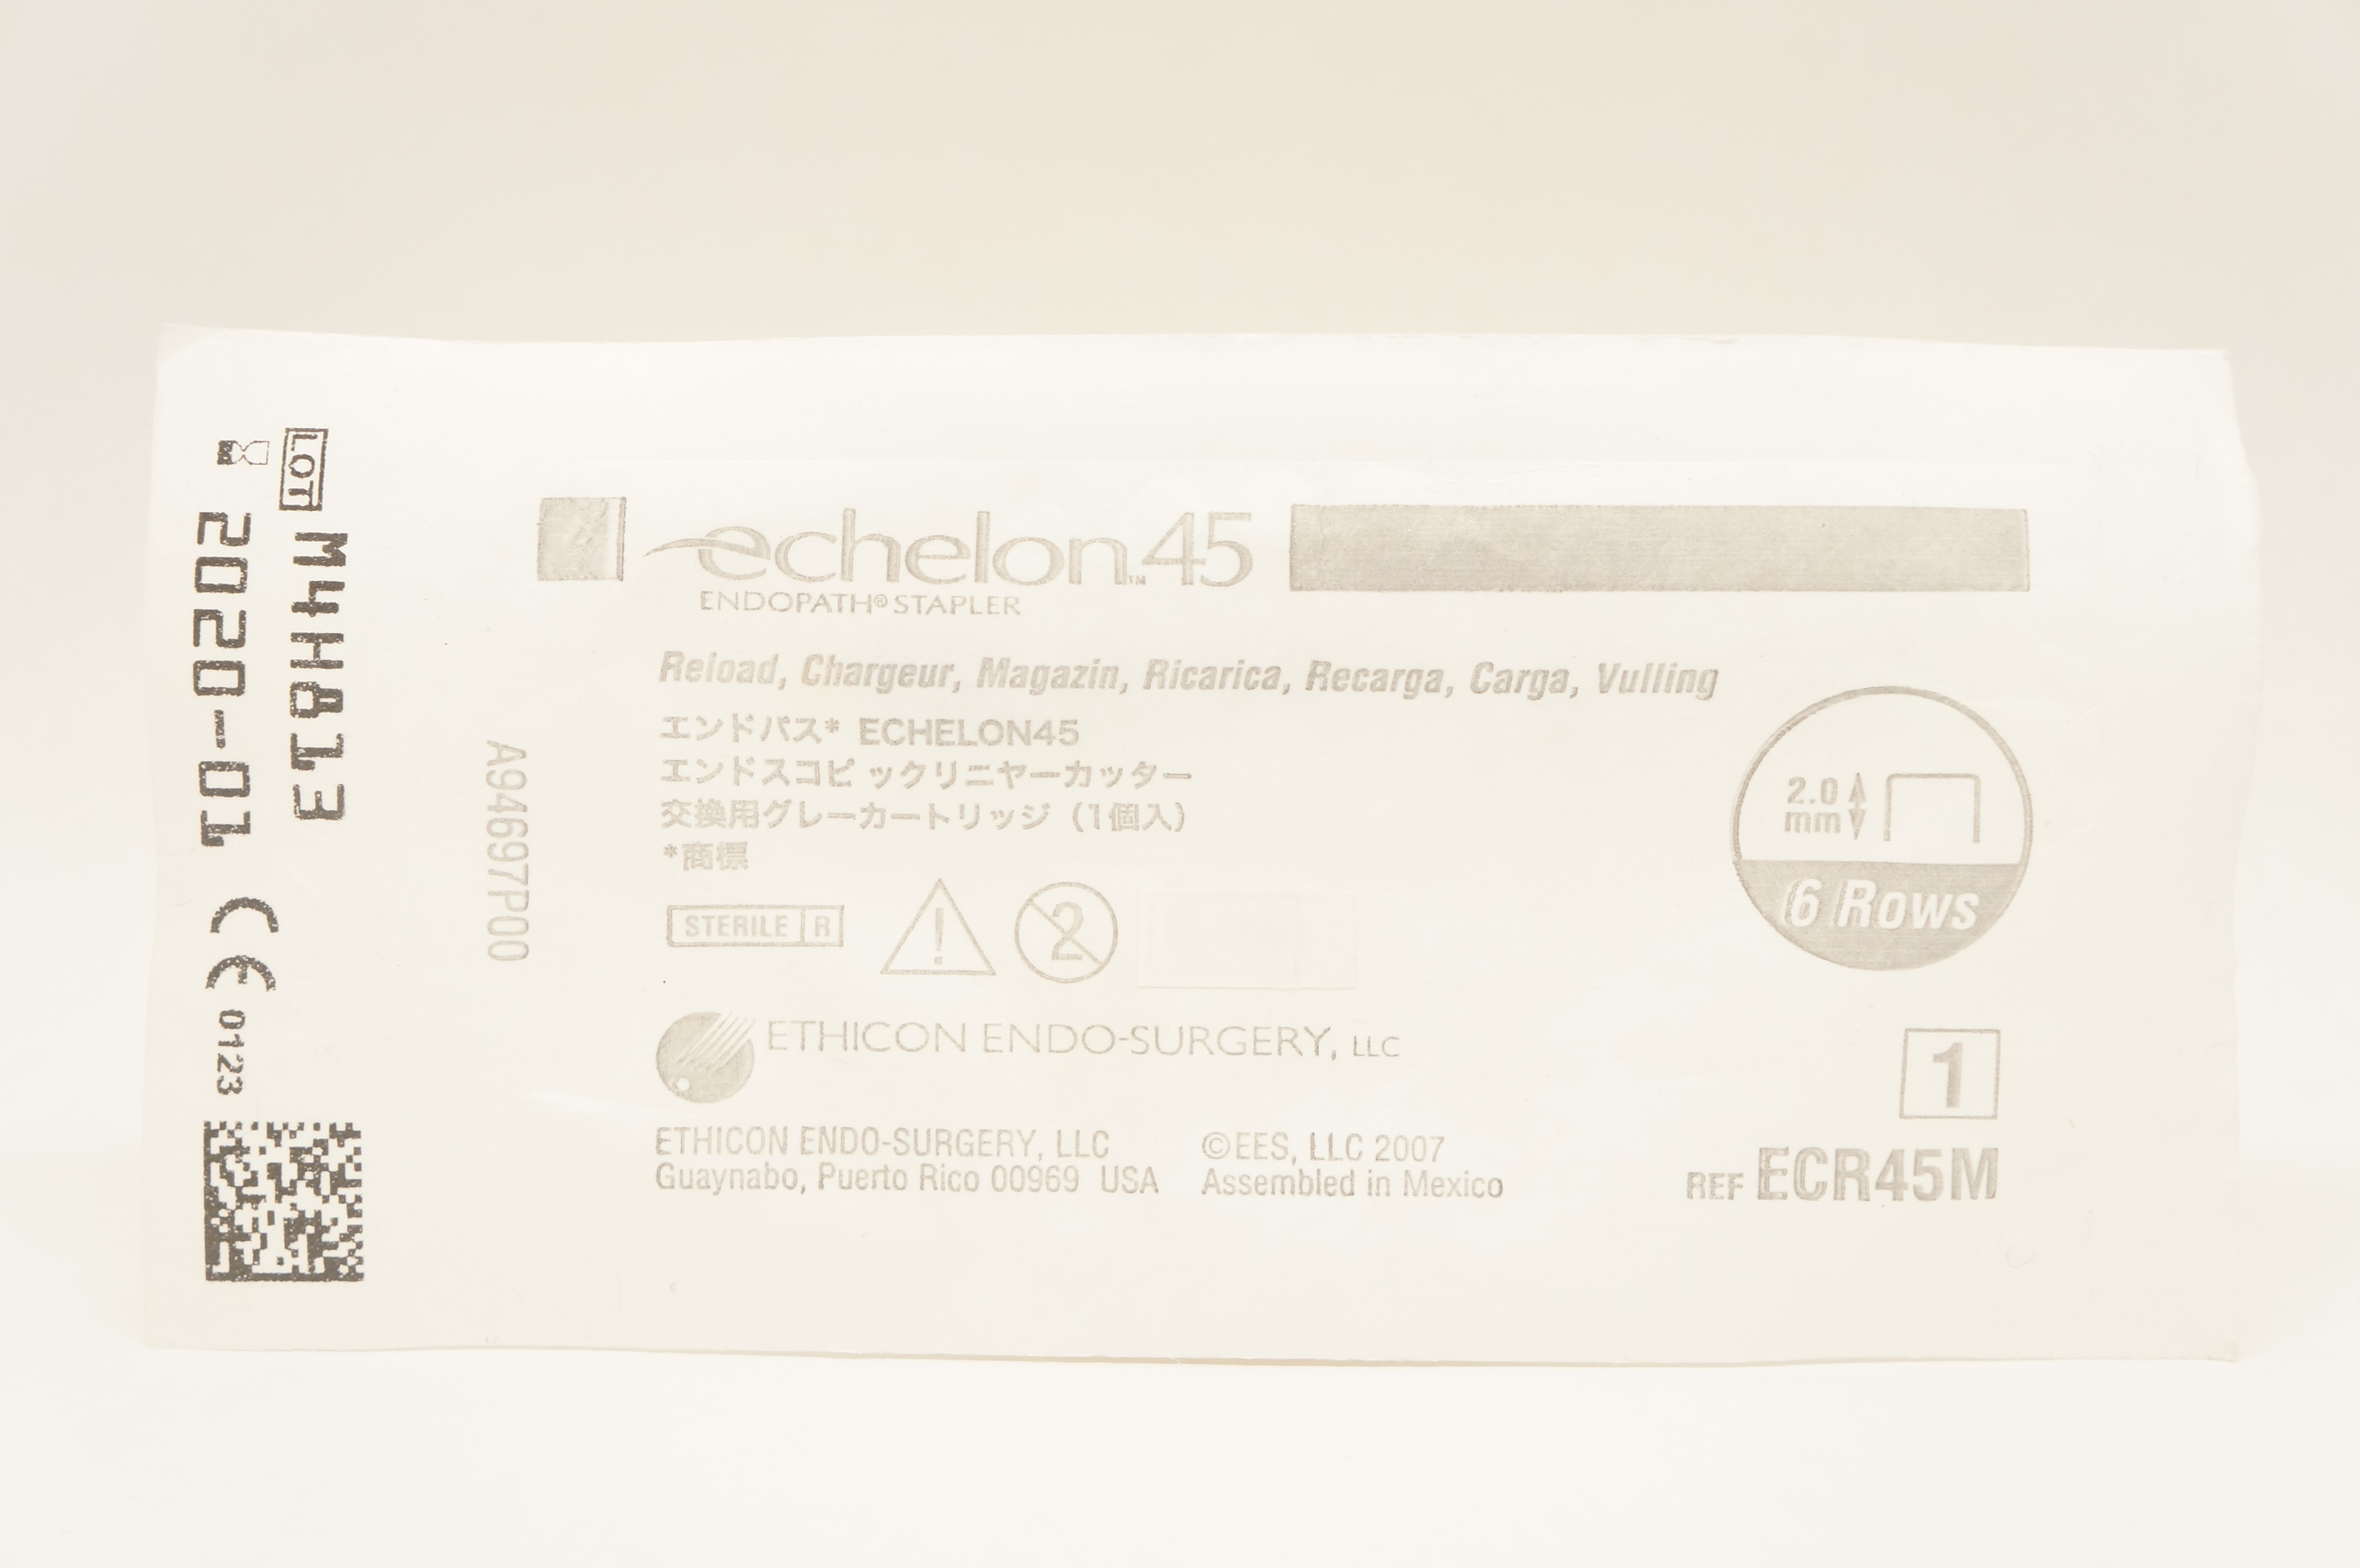 LOT M4H813
2020-01
CE 0123
A94697P00
echelon™45
ENDOPATH® STAPLER
Reload, Chargeur, Magazin, Ricarica, Recarga, Carga, Vulling
エンドパス* ECHELON45
エンドスコピックリニヤーカッター
交換用グレーカートリッジ（1個入）
*商標
2.0
mm
6 Rows
STERILE R
!
2
ETHICON ENDO-SURGERY, LLC
1
ETHICON ENDO-SURGERY, LLC
Guaynabo, Puerto Rico 00969 USA
©EES, LLC 2007
Assembled in Mexico
REF ECR45M